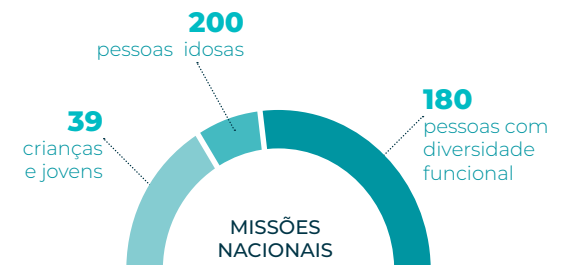 200
pessoas idosas
39
crianças
e jovens
180
pessoas com
diversidade
funcional
MISSÕES
NACIONAIS